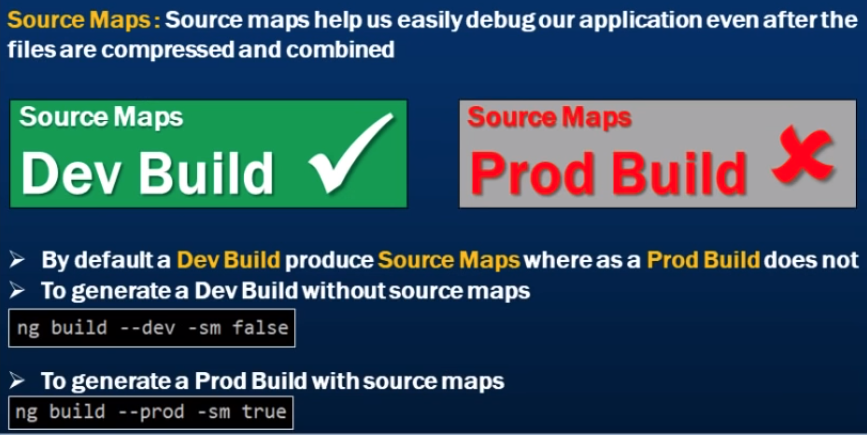 Source Maps : Source maps help us easily debug our application even after the
files are compressed and combined
Source Maps
Dev Build
Source Maps
Prod Build
By default a Dev Build produce Source Maps where as a Prod Build does not
To generate a Dev Build without source maps
ng build --dev -sm false
To generate a Prod Build with source maps
ng build --prod -sm true